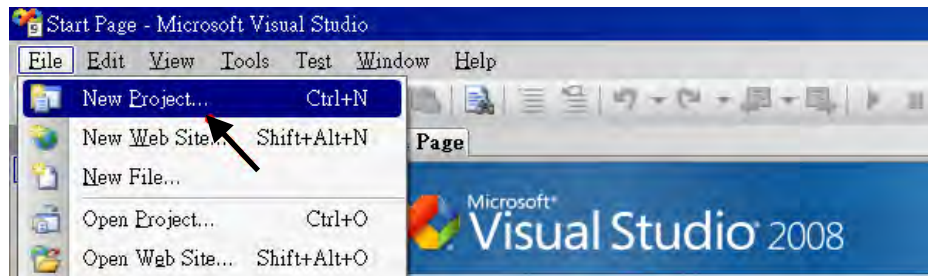 Start Page - Microsoft Visual Studio
File Edit View Tools Test Window Help
New Project... Ctrl+N
New Web Site... Shift+Alt+N
Page
New File...
Open Project... Ctrl+O
Open Web Site... Shift+Alt+O
Microsoft
Visual Studio 2008